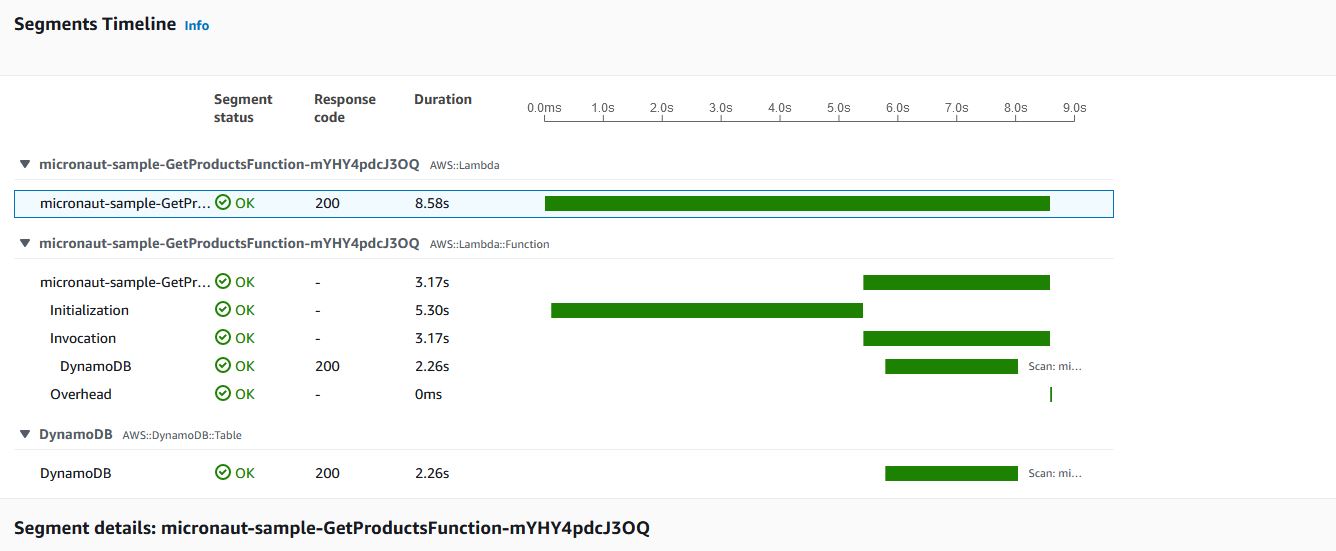 Segments Timeline Info
Segment status Response code Duration 0.0ms 1.0s 2.0s 3.0s 4.0s 5.0s 6.0s 7.0s 8.0s 9.0s
micronaut-sample-GetProductsFunction-mYHY4pdcJ3OQ AWS::Lambda
micronaut-sample-GetPr... OK 200 8.58s
micronaut-sample-GetProductsFunction-mYHY4pdcJ3OQ AWS::Lambda::Function
micronaut-sample-GetPr... OK - 3.17s
Initialization OK - 5.30s
Invocation OK - 3.17s
DynamoDB OK 200 2.26s Scan: mi...
Overhead OK - 0ms
DynamoDB AWS::DynamoDB::Table
DynamoDB OK 200 2.26s Scan: mi...
Segment details: micronaut-sample-GetProductsFunction-mYHY4pdcJ3OQ